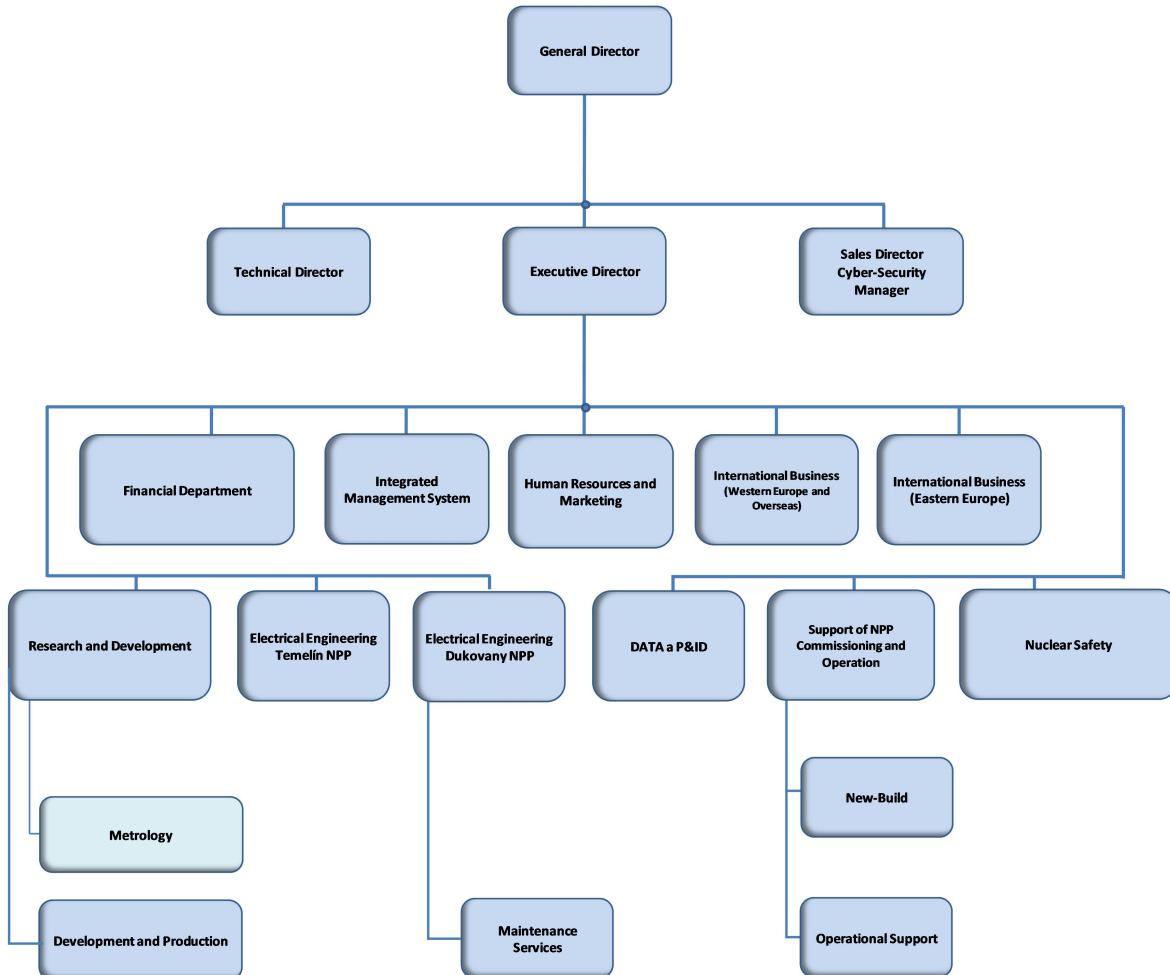 General Director
Technical Director
Executive Director
Sales Director
Cyber-Security
Manager
Financial Department
Integrated
Management System
Human Resources and
Marketing
International Business
(Western Europe and
Overseas)
International Business
(Eastern Europe)
Research and Development
Electrical Engineering
Temelín NPP
Electrical Engineering
Dukovany NPP
DATA a P&ID
Support of NPP
Commissioning and
Operation
Nuclear Safety
New-Build
Metrology
Development and Production
Maintenance
Services
Operational Support